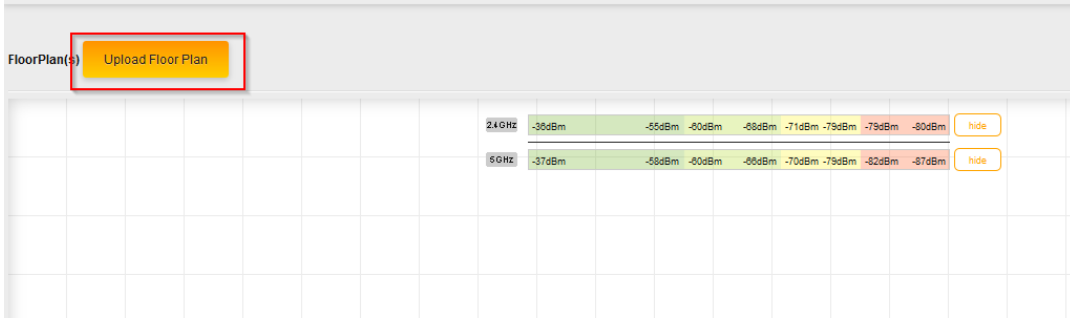 FloorPlan(s) Upload Floor Plan
2.4GHz -36dBm -55dBm -60dBm -68dBm -71dBm -79dBm -79dBm -80dBm hide
5GHz -37dBm -58dBm -60dBm -66dBm -70dBm -79dBm -82dBm -87dBm hide